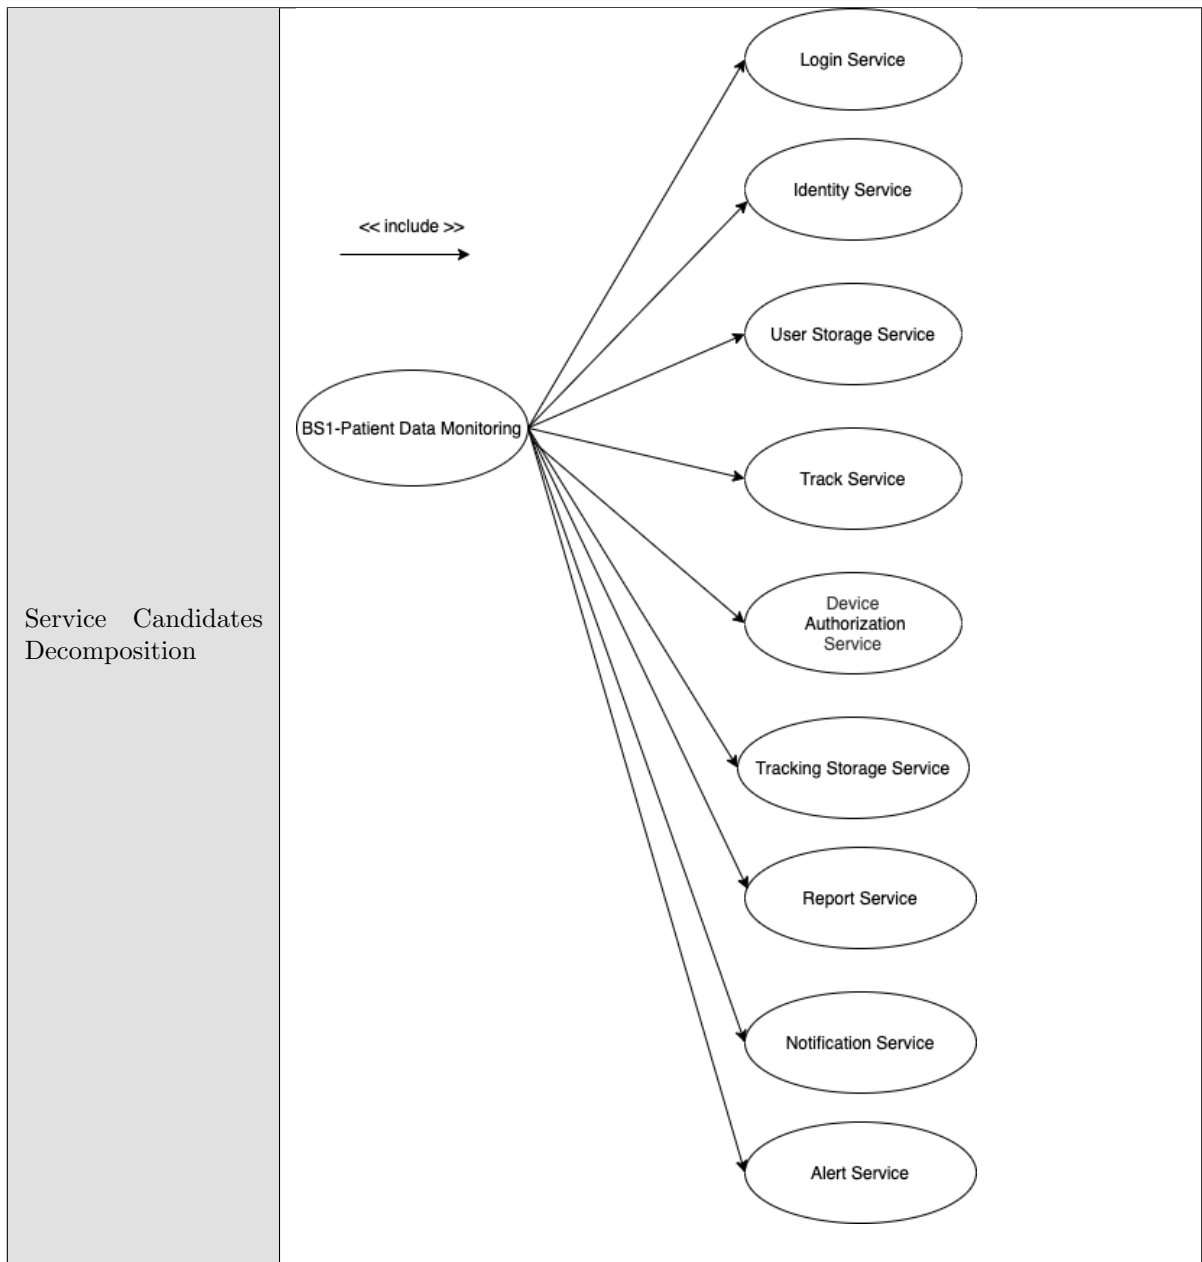 Service Candidates
Decomposition
<< include >>
BS1-Patient Data Monitoring
Login Service
Identity Service
User Storage Service
Track Service
Device
Authorization
Service
Tracking Storage Service
Report Service
Notification Service
Alert Service